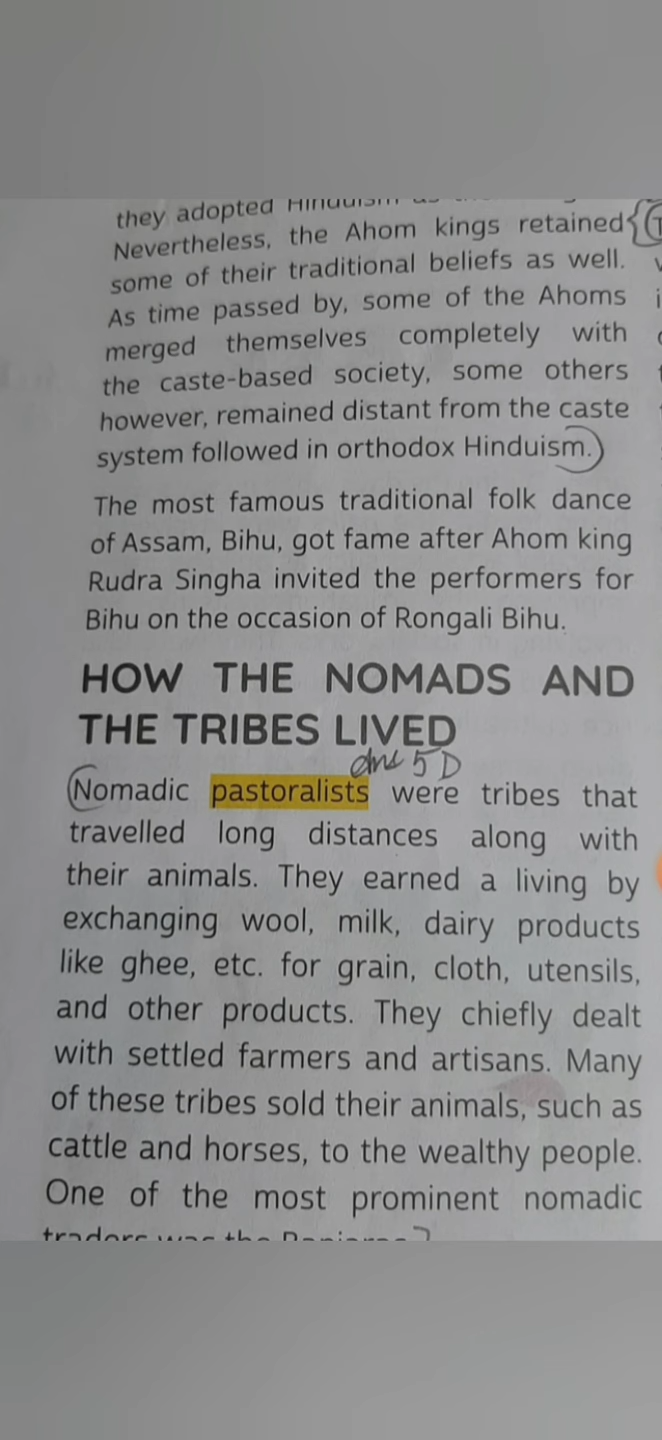 they adopted Hinduism as
Nevertheless, the Ahom kings retained
some of their traditional beliefs as well.
As time passed by, some of the Ahoms
merged themselves completely with
the caste-based society, some others
however, remained distant from the caste
system followed in orthodox Hinduism.
The most famous traditional folk dance
of Assam, Bihu, got fame after Ahom king
Rudra Singha invited the performers for
Bihu on the occasion of Rongali Bihu.
HOW THE NOMADS AND
THE TRIBES LIVED
ans 5 D
Nomadic pastoralists were tribes that
travelled long distances along with
their animals. They earned a living by
exchanging wool, milk, dairy products
like ghee, etc. for grain, cloth, utensils,
and other products. They chiefly dealt
with settled farmers and artisans. Many
of these tribes sold their animals, such as
cattle and horses, to the wealthy people.
One of the most prominent nomadic
traders was the